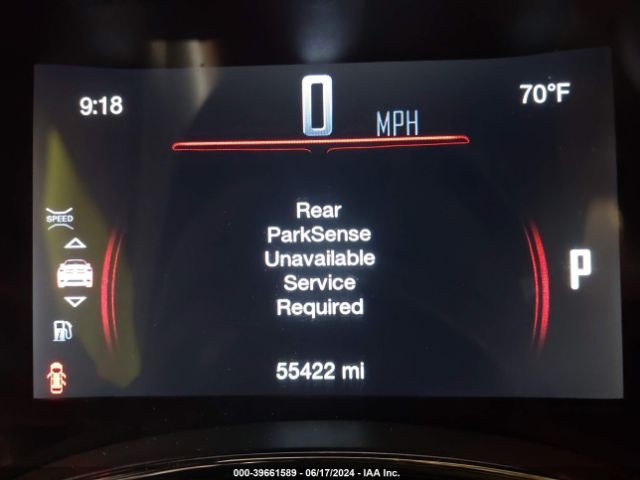 0 MPH
9:18
70°F
Rear
ParkSense
Unavailable
Service
Required
SPEED
P
55422 mi
000-39661589 - 06/17/2024 - IAA Inc.